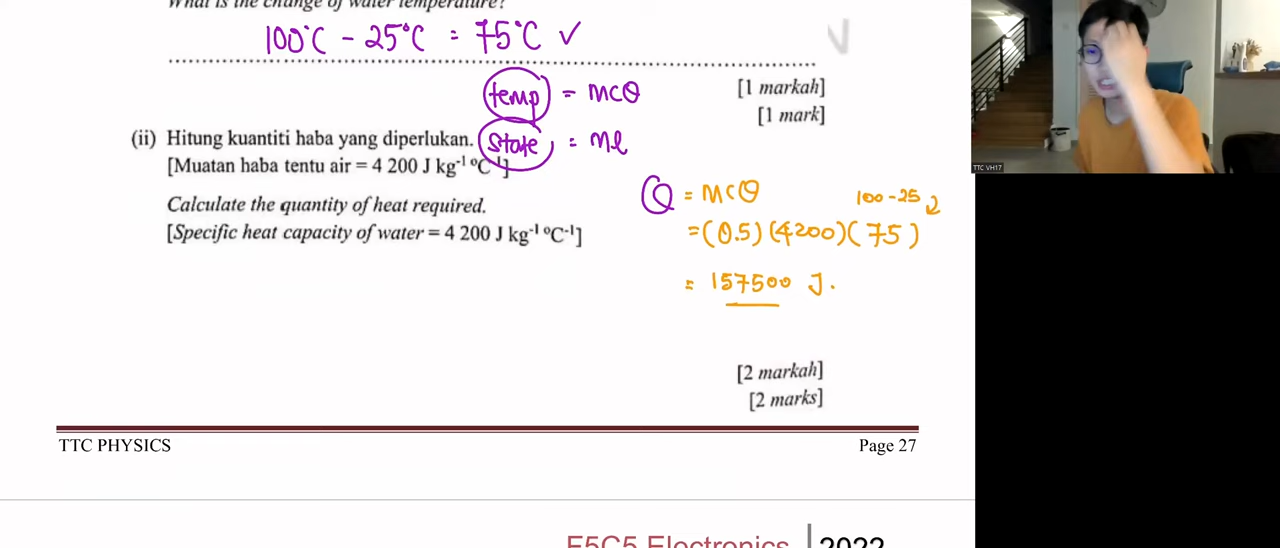 What is the change of water temperature?
100°C - 25°C = 75°C ✓
temp = mcθ
[1 markah]
[1 mark]
(ii) Hitung kuantiti haba yang diperlukan.
state = ml
[Muatan haba tentu air = 4 200 J kg⁻¹ °C⁻¹]
Q = mcθ
100-25
Calculate the quantity of heat required.
= (0.5)(4200)(75)
[Specific heat capacity of water = 4 200 J kg⁻¹ °C⁻¹]
= 157500 J.
[2 markah]
[2 marks]
TTC PHYSICS
Page 27
TTC VH17
F5C5 Electronics | 2022